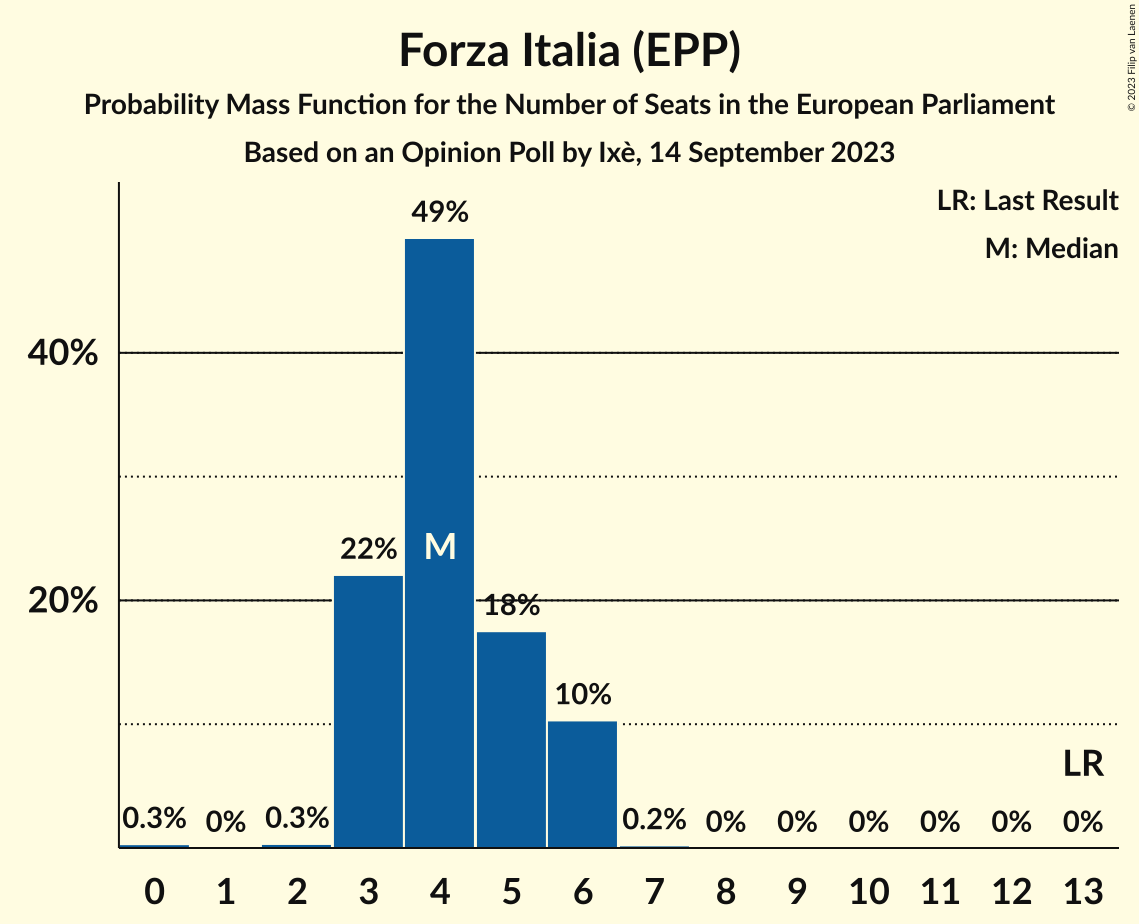 Forza Italia (EPP)
Probability Mass Function for the Number of Seats in the European Parliament
Based on an Opinion Poll by Ixè, 14 September 2023
© 2023 Filip van Laenen
LR: Last Result
M: Median
49%
40%
22%
M
20%
18%
10%
LR
0.3% 0% 0.3% 0.2% 0% 0% 0% 0% 0% 0%
0 1 2 3 4 5 6 7 8 9 10 11 12 13